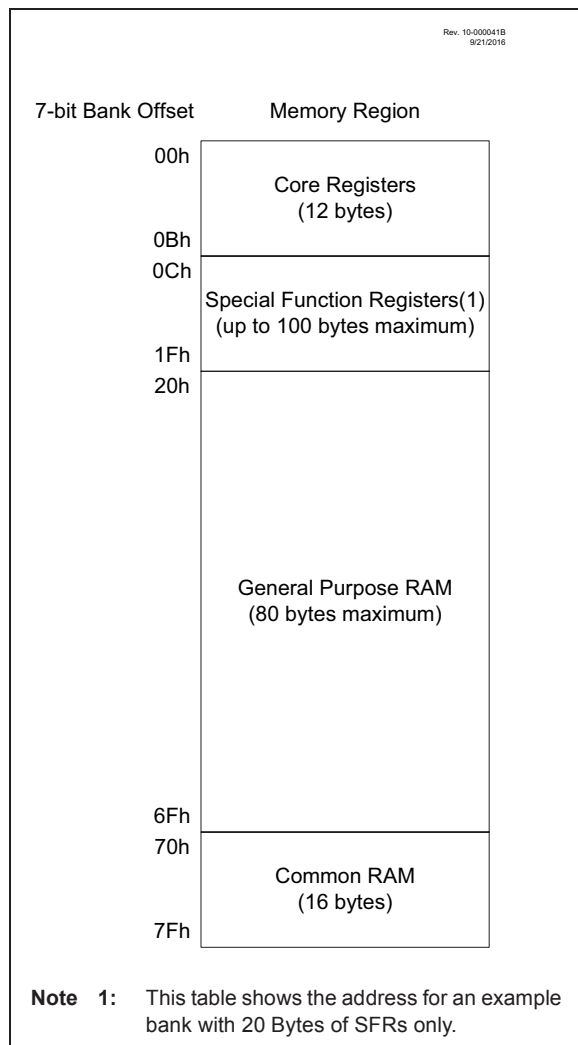 Rev. 10-000041B
9/21/2016
7-bit Bank Offset Memory Region
00h
Core Registers
(12 bytes)
0Bh
0Ch
Special Function Registers(1)
(up to 100 bytes maximum)
1Fh
20h
General Purpose RAM
(80 bytes maximum)
6Fh
70h
Common RAM
(16 bytes)
7Fh
Note 1: This table shows the address for an example
bank with 20 Bytes of SFRs only.